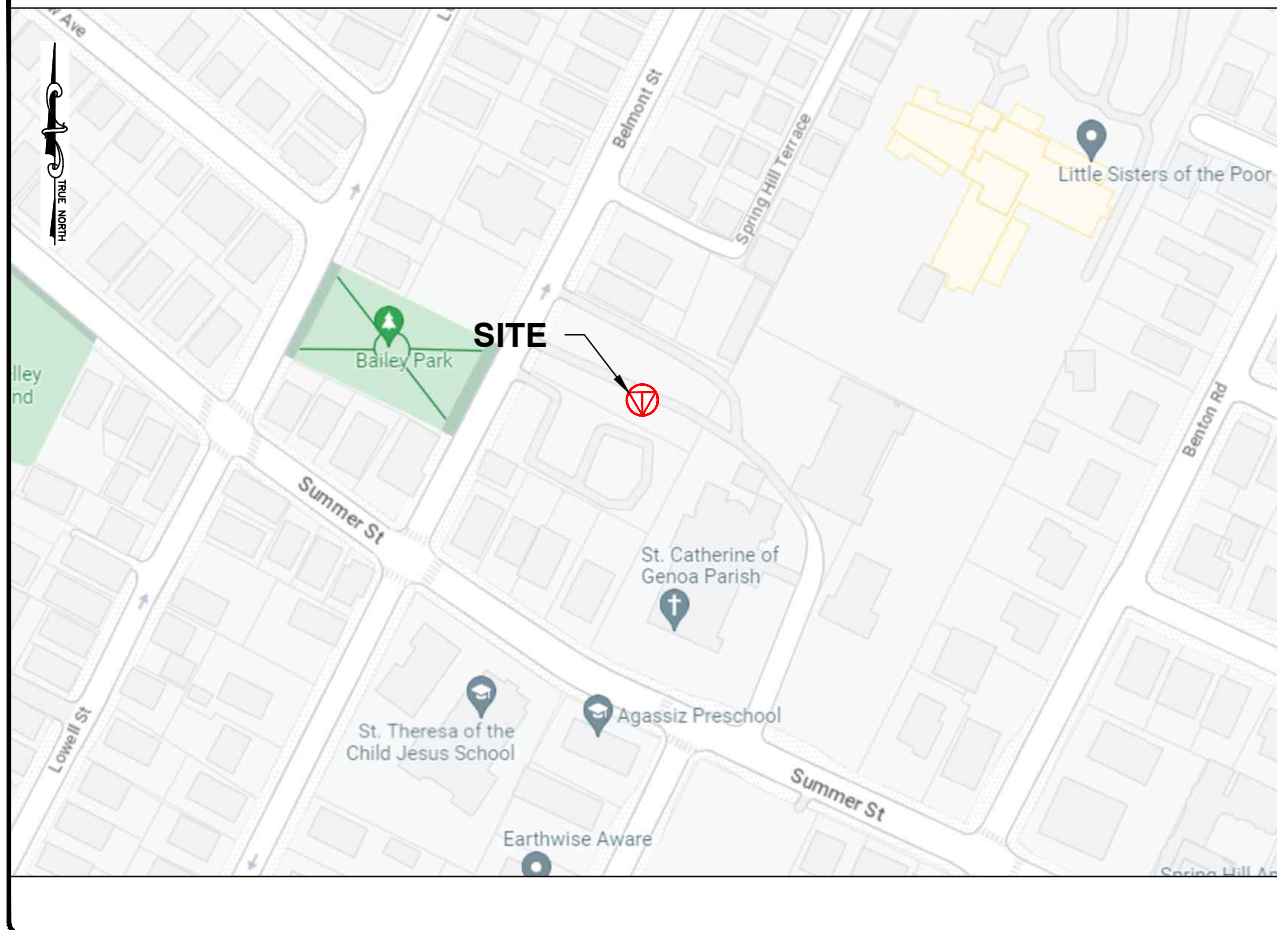 Ave
TRUE NORTH
Belmont St
Spring Hill Terrace
Little Sisters of the Poor
SITE
Bailey Park
lley
nd
Benton Rd
Summer St
St. Catherine of
Genoa Parish
Lowell St
St. Theresa of the
Child Jesus School
Agassiz Preschool
Summer St
Earthwise Aware
Spring Hill